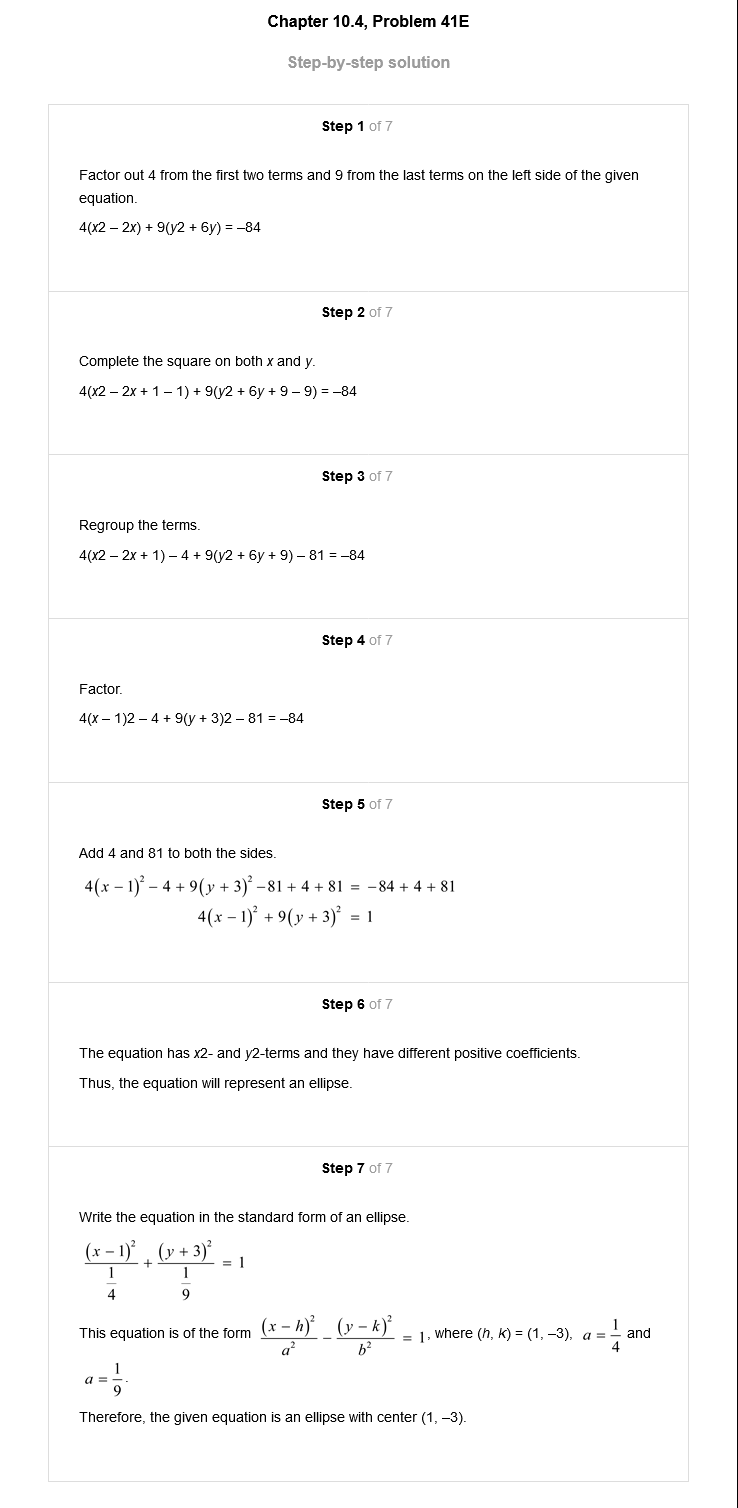 Chapter 10.4, Problem 41E
Step-by-step solution
Step 1 of 7
Factor out 4 from the first two terms and 9 from the last terms on the left side of the given
equation.
4(x2 – 2x) + 9(y2 + 6y) = –84
Step 2 of 7
Complete the square on both x and y.
4(x2 – 2x + 1 – 1) + 9(y2 + 6y + 9 – 9) = –84
Step 3 of 7
Regroup the terms.
4(x2 – 2x + 1) – 4 + 9(y2 + 6y + 9) – 81 = –84
Step 4 of 7
Factor.
4(x – 1)2 – 4 + 9(y + 3)2 – 81 = –84
Step 5 of 7
Add 4 and 81 to both the sides.
4(x − 1)² − 4 + 9(y + 3)² − 81 + 4 + 81 = −84 + 4 + 81
4(x − 1)² + 9(y + 3)² = 1
Step 6 of 7
The equation has x2- and y2-terms and they have different positive coefficients.
Thus, the equation will represent an ellipse.
Step 7 of 7
Write the equation in the standard form of an ellipse.
(x − 1)²/(1/4) + (y + 3)²/(1/9) = 1
This equation is of the form (x − h)²/a² − (y − k)²/b² = 1, where (h, k) = (1, –3), a = 1/4 and
a = 1/9.
Therefore, the given equation is an ellipse with center (1, –3).